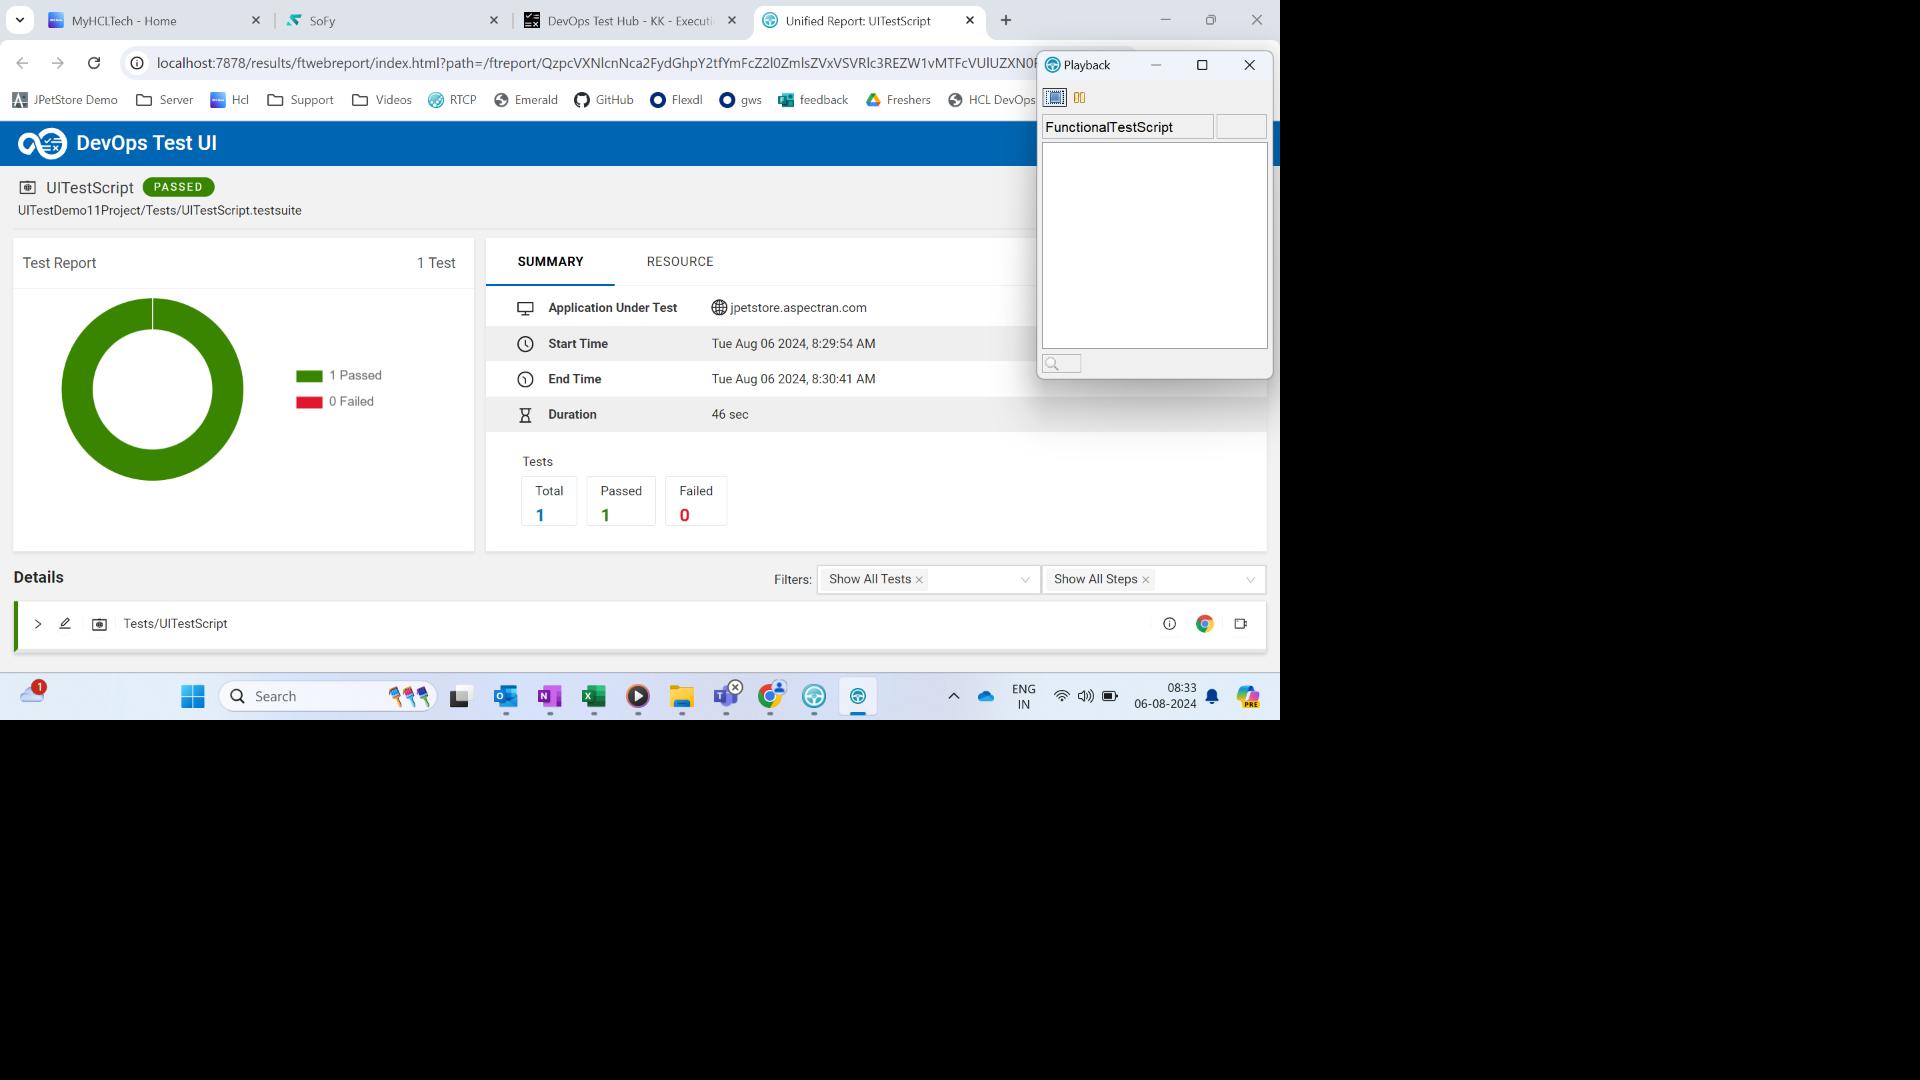 MyHCLTech - Home
SoFy
DevOps Test Hub - KK - Executi
Unified Report: UITestScript
localhost:7878/results/ftwebreport/index.html?path=/ftreport/
JPetStore Demo
Server
Hcl
Support
Videos
RTCP
Emerald
GitHub
Flexdl
gws
feedback
Freshers
HCL DevOps
Playback
FunctionalTestScript
DevOps Test UI
UITestScript PASSED
UITestDemo11Project/Tests/UITestScript.testsuite
Test Report 1 Test
1 Passed
0 Failed
SUMMARY RESOURCE
Application Under Test jpetstore.aspectran.com
Start Time Tue Aug 06 2024, 8:29:54 AM
End Time Tue Aug 06 2024, 8:30:41 AM
Duration 46 sec
Tests
Total Passed Failed
1 1 0
Details
Filters: Show All Tests Show All Steps
Tests/UITestScript
1
Search
ENG
IN
08:33
06-08-2024
PRE